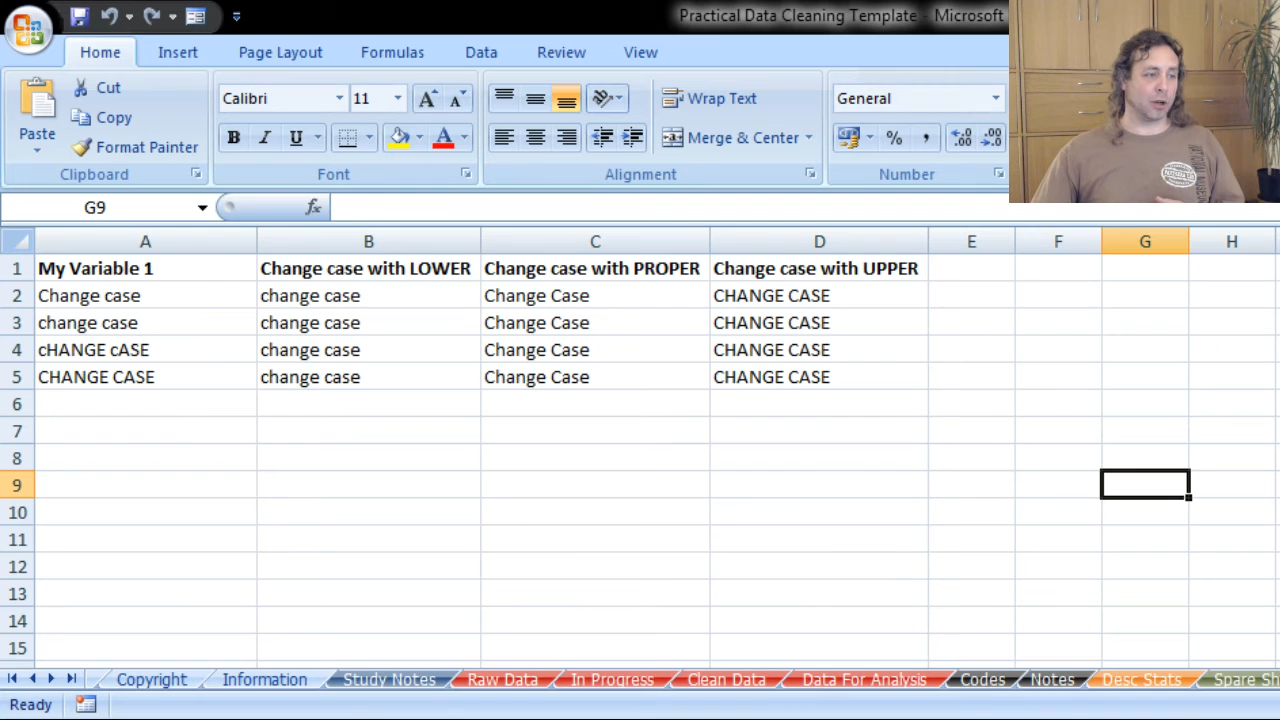 Practical Data Cleaning Template - Microsoft
Home Insert Page Layout Formulas Data Review View
Cut
Copy
Format Painter
Paste
Clipboard
Calibri 11
B I U A
Font
Wrap Text
Merge & Center
Alignment
General
% ,
Number
G9 fx
A B C D E F G H
1 My Variable 1 Change case with LOWER Change case with PROPER Change case with UPPER
2 Change case change case Change Case CHANGE CASE
3 change case change case Change Case CHANGE CASE
4 cHANGE cASE change case Change Case CHANGE CASE
5 CHANGE CASE change case Change Case CHANGE CASE
6
7
8
9
10
11
12
13
14
15
Copyright Information Study Notes Raw Data In Progress Clean Data Data For Analysis Codes Notes Desc Stats Spare Sh
Ready